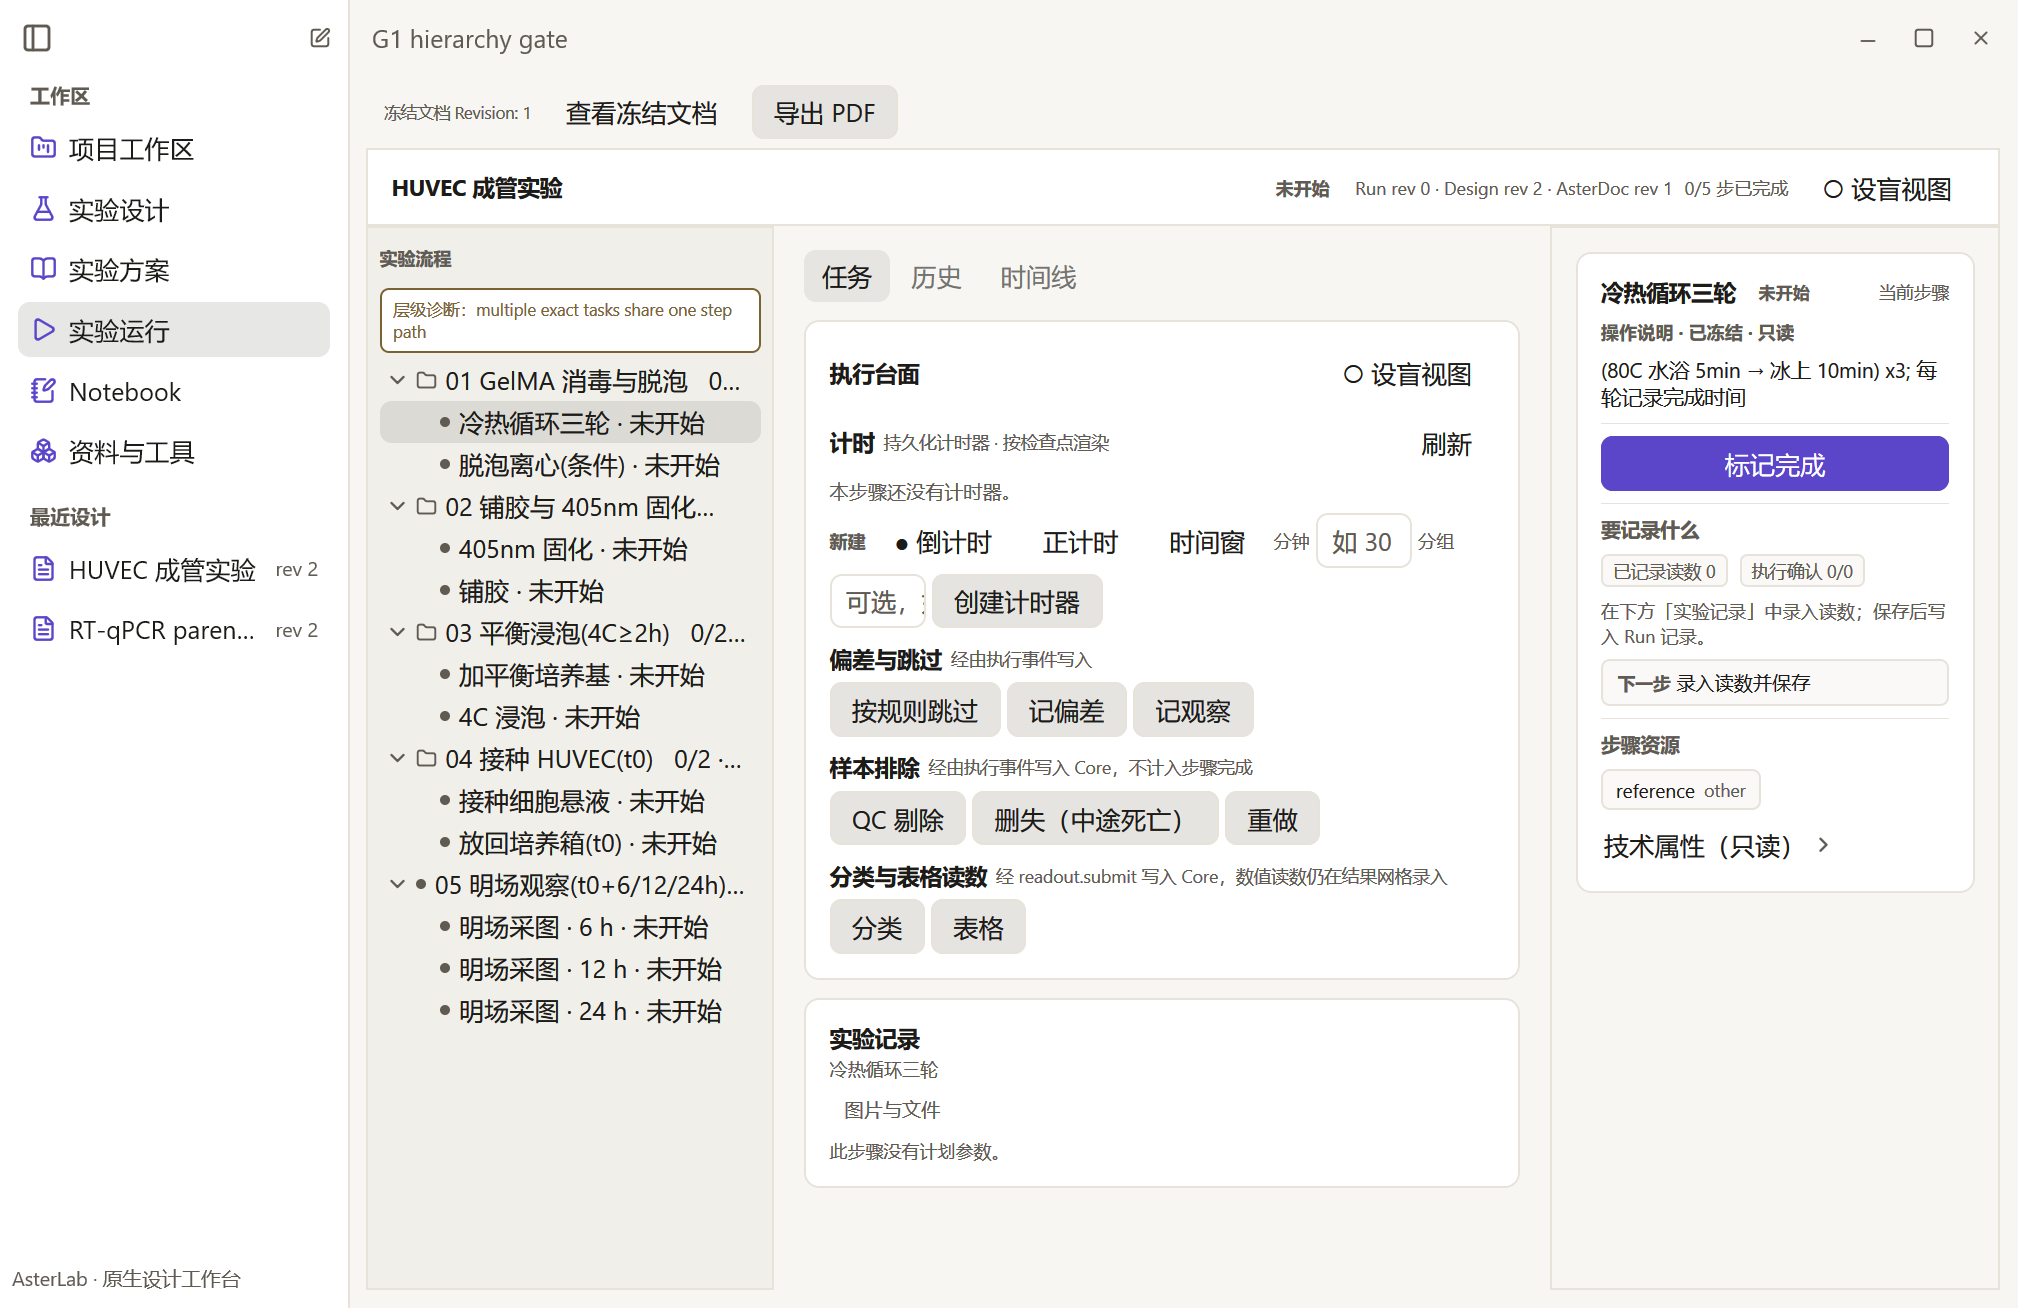 G1 hierarchy gate
工作区
项目工作区
实验设计
实验方案
实验运行
Notebook
资料与工具
最近设计
HUVEC 成管实验 rev 2
RT-qPCR paren... rev 2
AsterLab · 原生设计工作台
冻结文档 Revision: 1 查看冻结文档 导出 PDF
HUVEC 成管实验 未开始 Run rev 0 · Design rev 2 · AsterDoc rev 1 0/5 步已完成 设盲视图
实验流程
层级诊断：multiple exact tasks share one step
path
01 GelMA 消毒与脱泡 0...
冷热循环三轮 · 未开始
脱泡离心(条件) · 未开始
02 铺胶与 405nm 固化...
405nm 固化 · 未开始
铺胶 · 未开始
03 平衡浸泡(4C≥2h) 0/2...
加平衡培养基 · 未开始
4C 浸泡 · 未开始
04 接种 HUVEC(t0) 0/2 ·...
接种细胞悬液 · 未开始
放回培养箱(t0) · 未开始
05 明场观察(t0+6/12/24h)...
明场采图 · 6 h · 未开始
明场采图 · 12 h · 未开始
明场采图 · 24 h · 未开始
任务 历史 时间线
执行台面 设盲视图
计时 持久化计时器 · 按检查点渲染 刷新
本步骤还没有计时器。
新建 ● 倒计时 正计时 时间窗 分钟 如 30 分组
可选， 创建计时器
偏差与跳过 经由执行事件写入
按规则跳过 记偏差 记观察
样本排除 经由执行事件写入 Core，不计入步骤完成
QC 剔除 删失（中途死亡） 重做
分类与表格读数 经 readout.submit 写入 Core，数值读数仍在结果网格录入
分类 表格
实验记录
冷热循环三轮
图片与文件
此步骤没有计划参数。
冷热循环三轮 未开始 当前步骤
操作说明 · 已冻结 · 只读
(80C 水浴 5min → 冰上 10min) x3; 每
轮记录完成时间
标记完成
要记录什么
已记录读数 0 执行确认 0/0
在下方「实验记录」中录入读数；保存后写
入 Run 记录。
下一步 录入读数并保存
步骤资源
reference other
技术属性（只读）